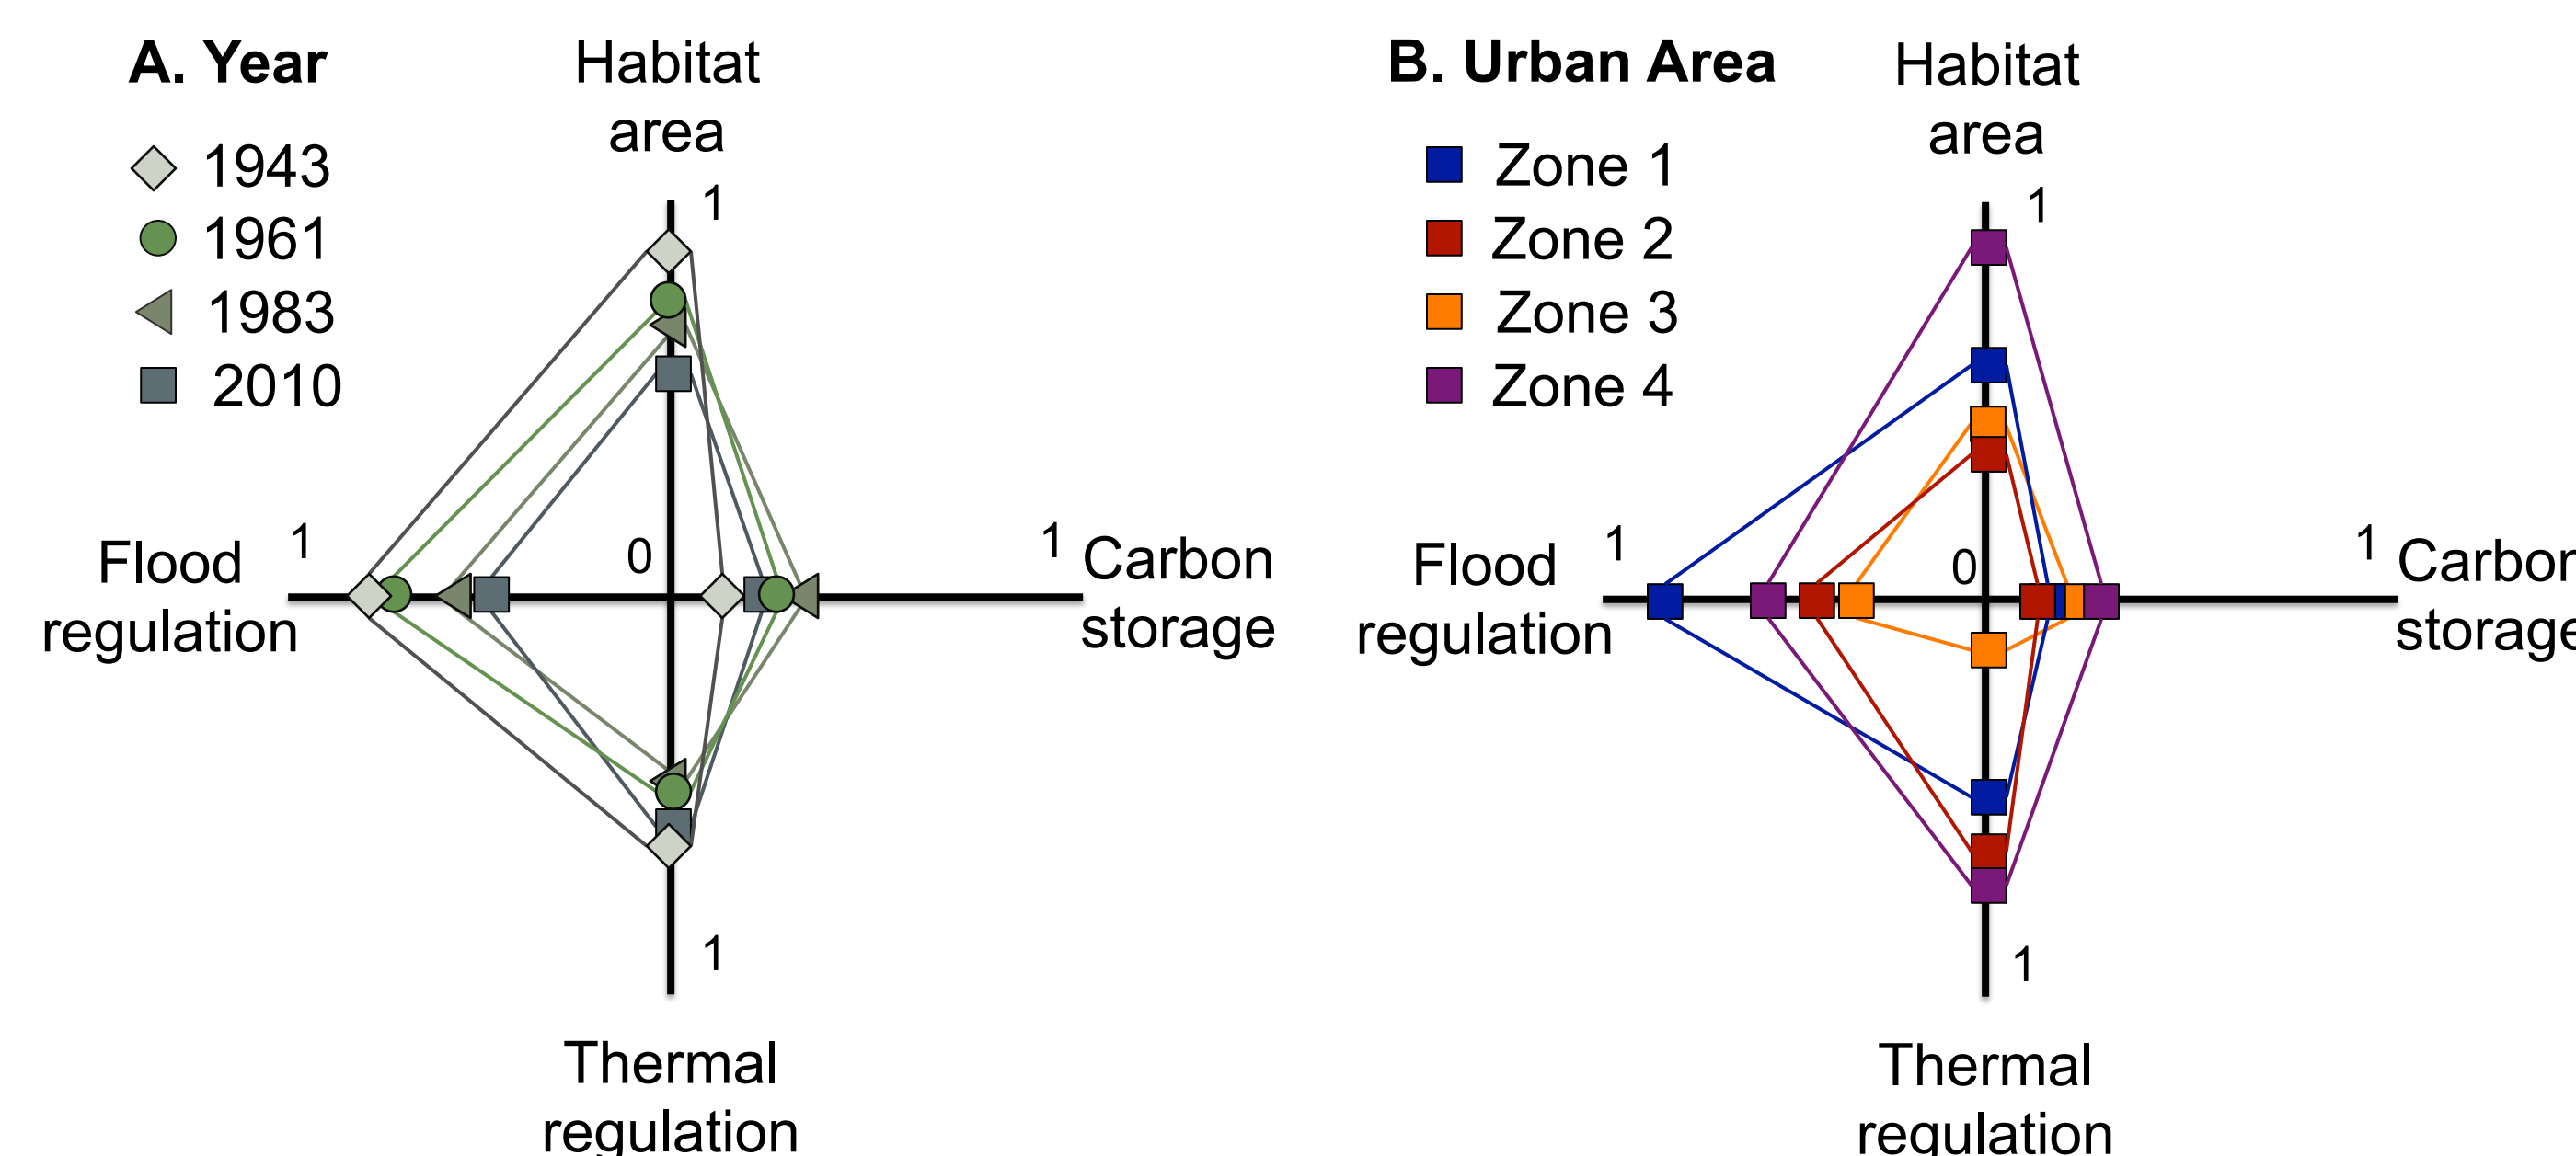 A. Year
1943
1961
1983
2010
Habitat
area
1
1
Flood
regulation
0
1
Carbon
storage
1
Thermal
regulation
B. Urban Area
Zone 1
Zone 2
Zone 3
Zone 4
Habitat
area
1
1
Flood
regulation
0
1
Carbon
storage
1
Thermal
regulation